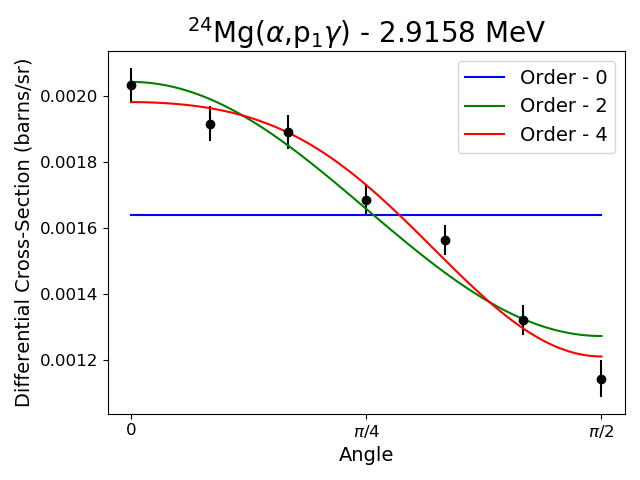 ²⁴Mg(α,p₁γ) - 2.9158 MeV
Differential Cross-Section (barns/sr)
0.0020
0.0018
0.0016
0.0014
0.0012
Order - 0
Order - 2
Order - 4
0
π/4
π/2
Angle